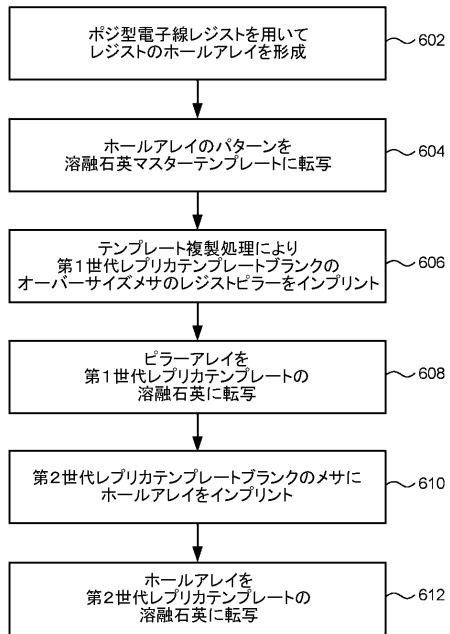 ポジ型電子線レジストを用いて
レジストのホールアレイを形成
602
ホールアレイのパターンを
溶融石英マスターテンプレートに転写
604
テンプレート複製処理により
第1世代レプリカテンプレートブランクの
オーバーサイズメサのレジストピラーをインプリント
606
ピラーアレイを
第1世代レプリカテンプレートの
溶融石英に転写
608
第2世代レプリカテンプレートブランクのメサに
ホールアレイをインプリント
610
ホールアレイを
第2世代レプリカテンプレートの
溶融石英に転写
612